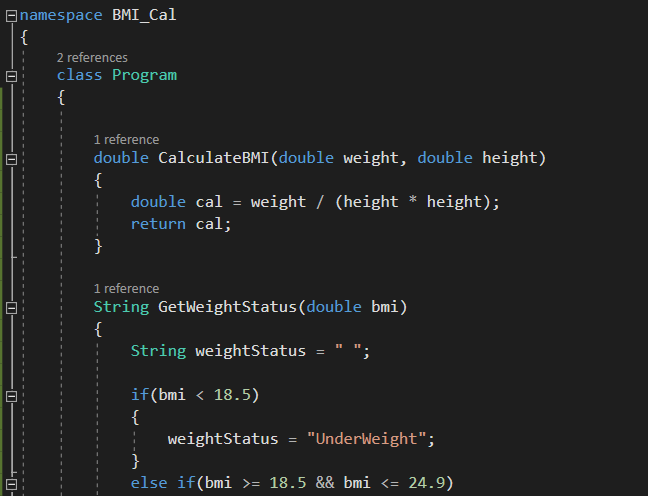 namespace BMI_Cal
{
2 references
class Program
{
1 reference
double CalculateBMI(double weight, double height)
{
double cal = weight / (height * height);
return cal;
}
1 reference
String GetWeightStatus(double bmi)
{
String weightStatus = " ";
if(bmi < 18.5)
{
weightStatus = "UnderWeight";
}
else if(bmi >= 18.5 && bmi <= 24.9)